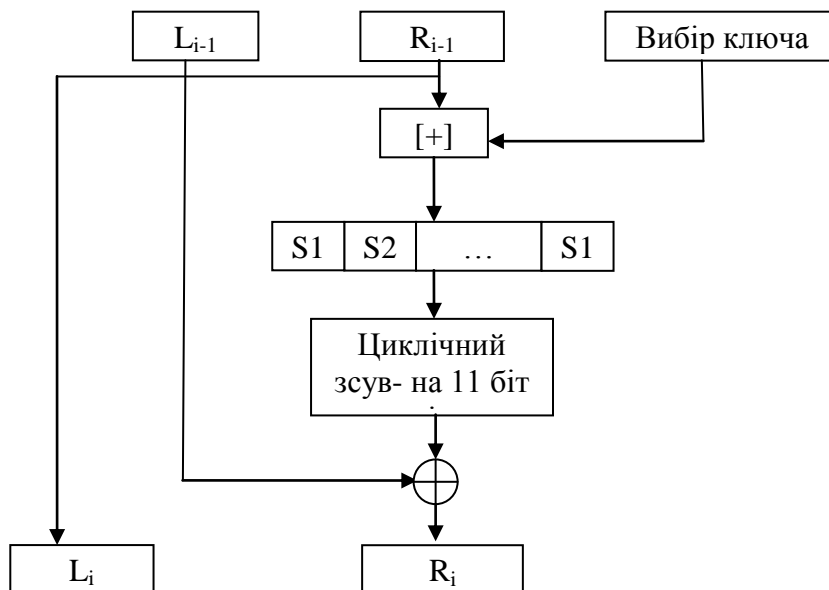 Lᵢ₋₁
Rᵢ₋₁
Вибір ключа
[+]
S1 S2 … S1
Циклічний
зсув- на 11 біт
.
Lᵢ
Rᵢ